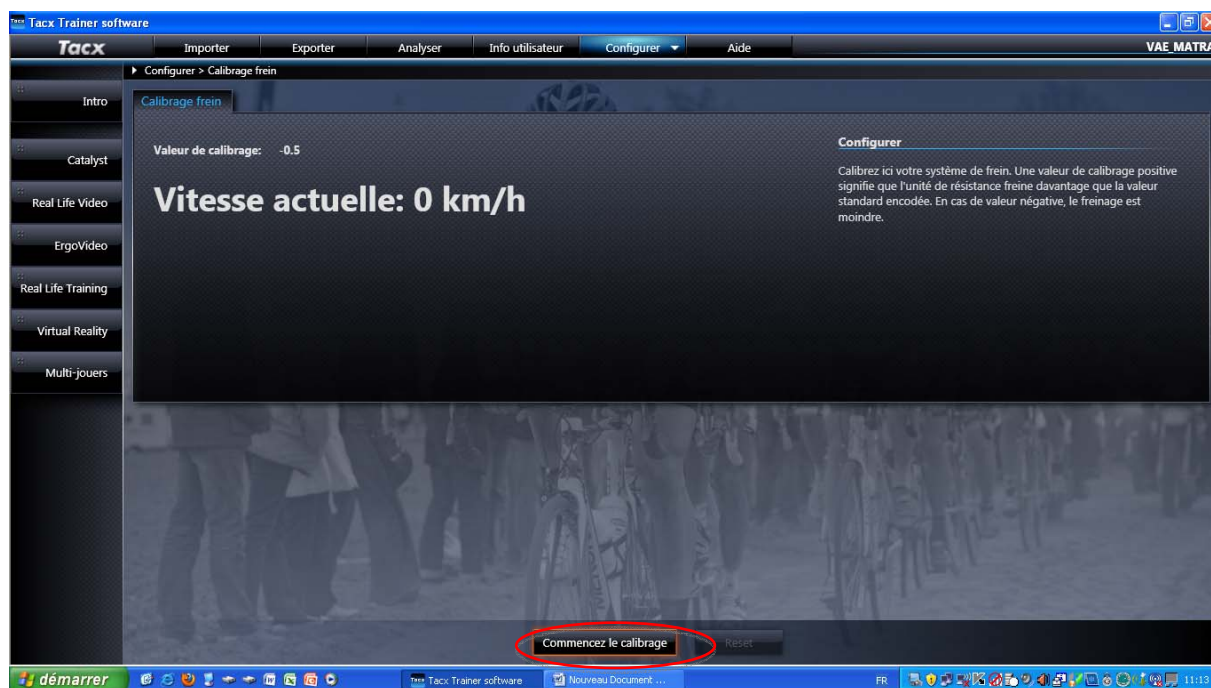 Tacx Trainer software
Tacx Importer Exporter Analyser Info utilisateur Configurer Aide VAE_MATRA
Configurer > Calibrage frein
Intro
Catalyst
Real Life Video
ErgoVideo
Real Life Training
Virtual Reality
Multi-jouers
Calibrage frein
Valeur de calibrage: -0.5
Vitesse actuelle: 0 km/h
Configurer
Calibrez ici votre système de frein. Une valeur de calibrage positive
signifie que l'unité de résistance freine davantage que la valeur
standard encodée. En cas de valeur négative, le freinage est
moindre.
Commencez le calibrage Reset
démarrer Tacx Trainer software Nouveau Document ... FR 11:13